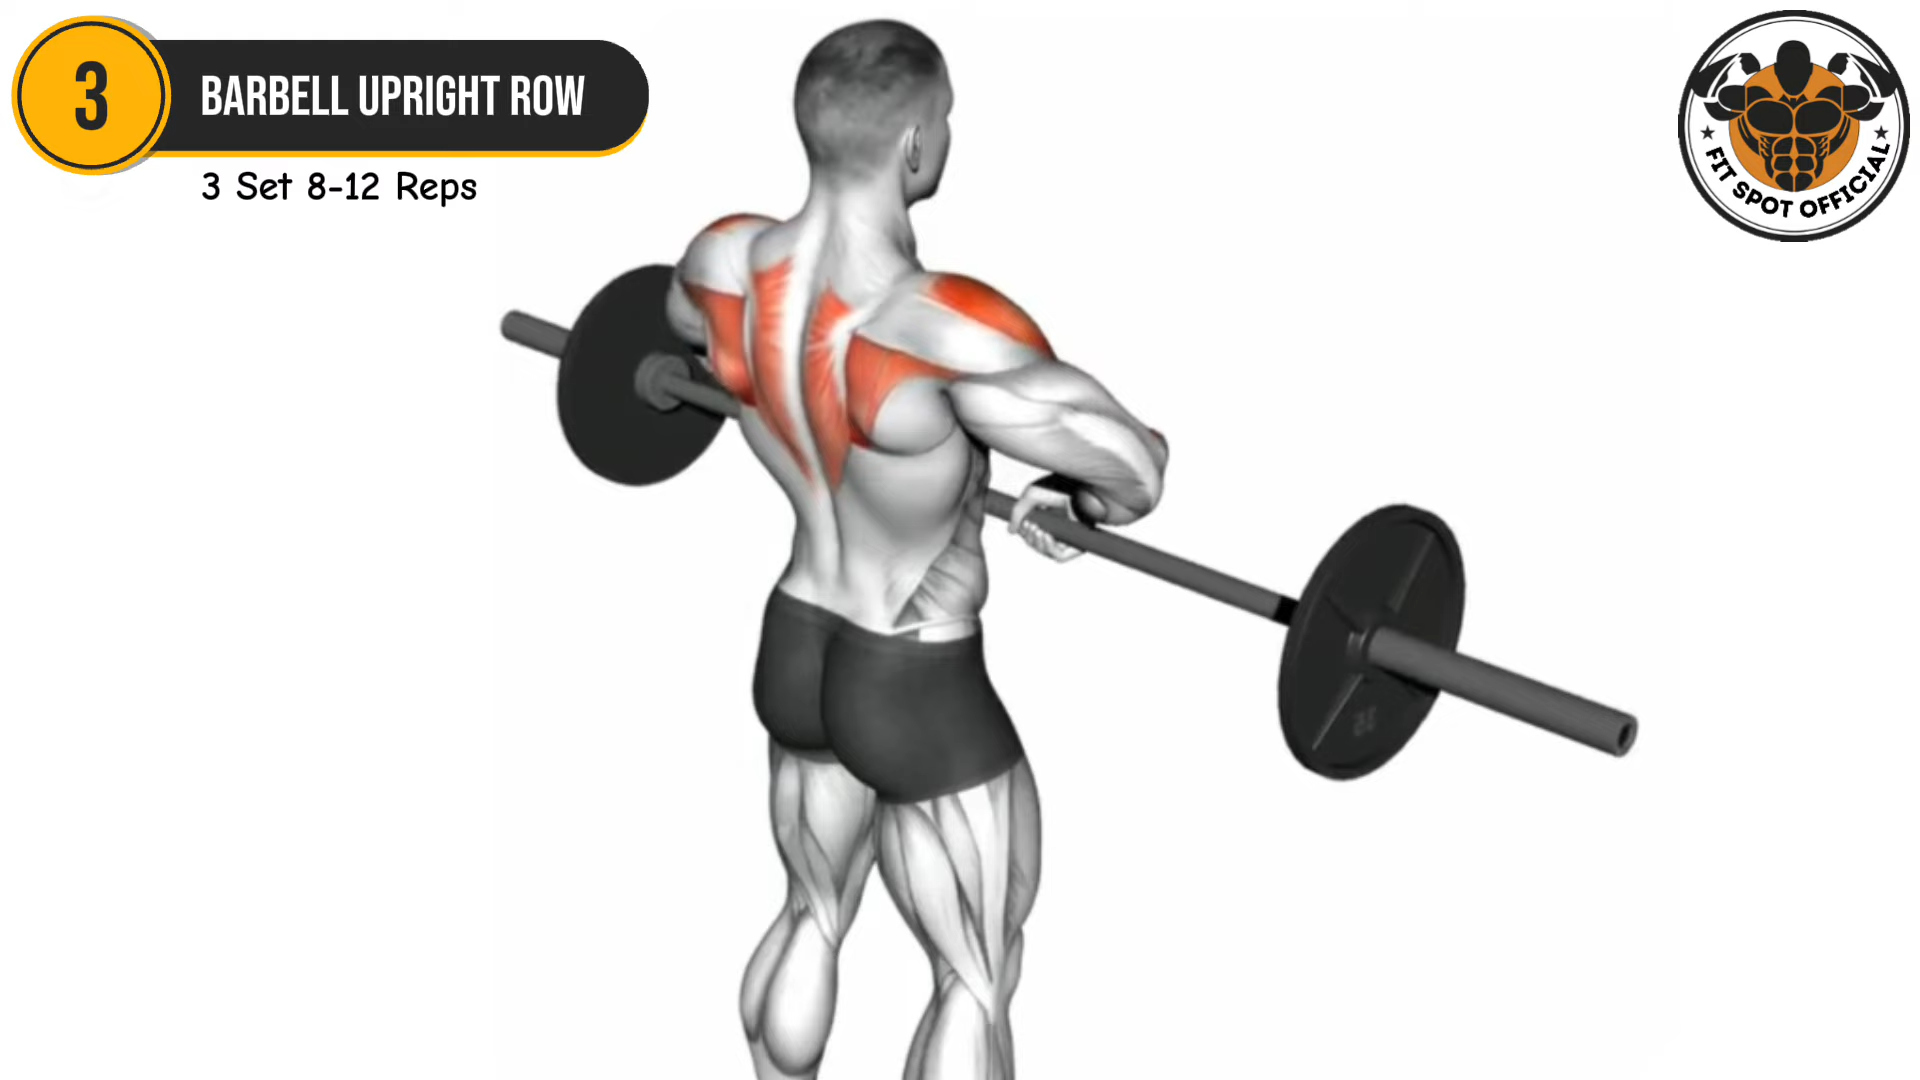 3
BARBELL UPRIGHT ROW
3 Set 8-12 Reps
FIT SPOT OFFICIAL